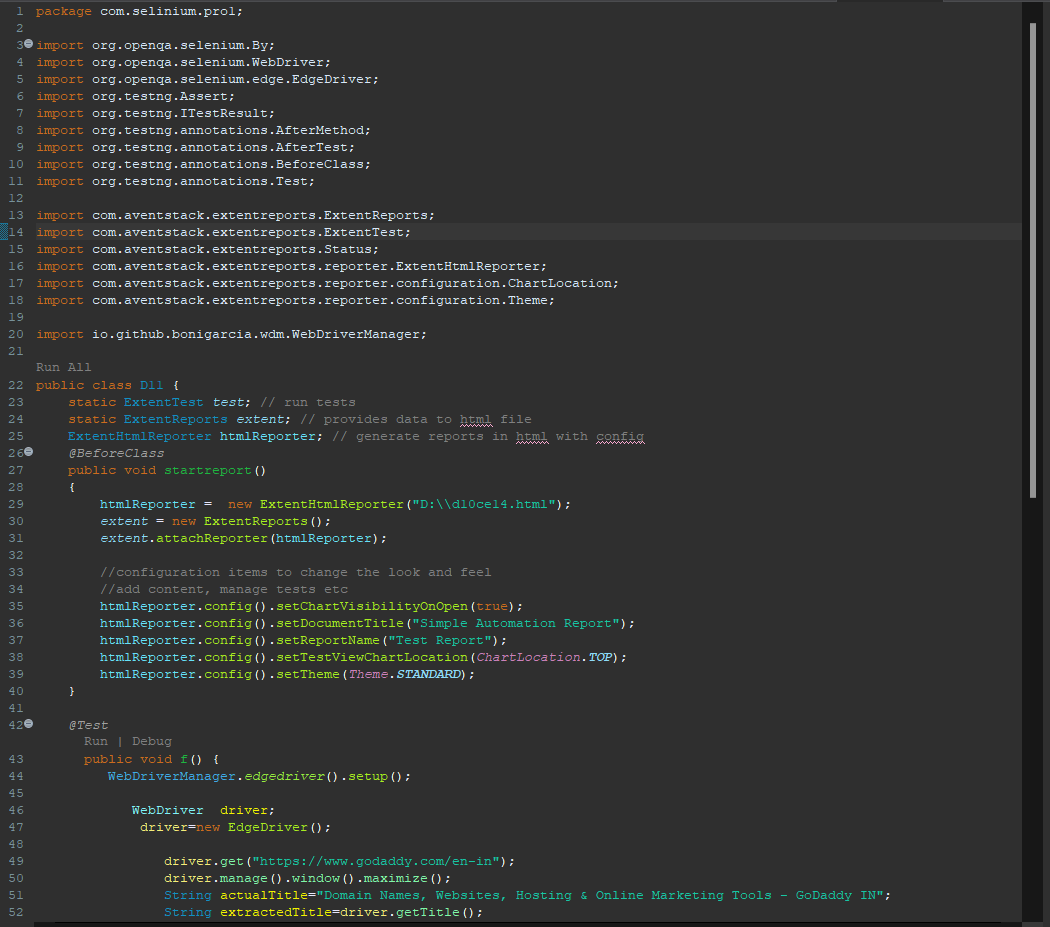 1 package com.selinium.pro1;
2
3 import org.openqa.selenium.By;
4 import org.openqa.selenium.WebDriver;
5 import org.openqa.selenium.edge.EdgeDriver;
6 import org.testng.Assert;
7 import org.testng.ITestResult;
8 import org.testng.annotations.AfterMethod;
9 import org.testng.annotations.AfterTest;
10 import org.testng.annotations.BeforeClass;
11 import org.testng.annotations.Test;
12
13 import com.aventstack.extentreports.ExtentReports;
14 import com.aventstack.extentreports.ExtentTest;
15 import com.aventstack.extentreports.Status;
16 import com.aventstack.extentreports.reporter.ExtentHtmlReporter;
17 import com.aventstack.extentreports.reporter.configuration.ChartLocation;
18 import com.aventstack.extentreports.reporter.configuration.Theme;
19
20 import io.github.bonigarcia.wdm.WebDriverManager;
21
Run All
22 public class D11 {
23     static ExtentTest test; // run tests
24     static ExtentReports extent; // provides data to html file
25     ExtentHtmlReporter htmlReporter; // generate reports in html with config
26     @BeforeClass
27     public void startreport()
28     {
29         htmlReporter =  new ExtentHtmlReporter("D:\\d10ce14.html");
30         extent = new ExtentReports();
31         extent.attachReporter(htmlReporter);
32
33         //configuration items to change the look and feel
34         //add content, manage tests etc
35         htmlReporter.config().setChartVisibilityOnOpen(true);
36         htmlReporter.config().setDocumentTitle("Simple Automation Report");
37         htmlReporter.config().setReportName("Test Report");
38         htmlReporter.config().setTestViewChartLocation(ChartLocation.TOP);
39         htmlReporter.config().setTheme(Theme.STANDARD);
40     }
41
42     @Test
Run | Debug
43       public void f() {
44          WebDriverManager.edgedriver().setup();
45
46             WebDriver  driver;
47              driver=new EdgeDriver();
48
49                 driver.get("https://www.godaddy.com/en-in");
50                 driver.manage().window().maximize();
51                 String actualTitle="Domain Names, Websites, Hosting & Online Marketing Tools - GoDaddy IN";
52                 String extractedTitle=driver.getTitle();